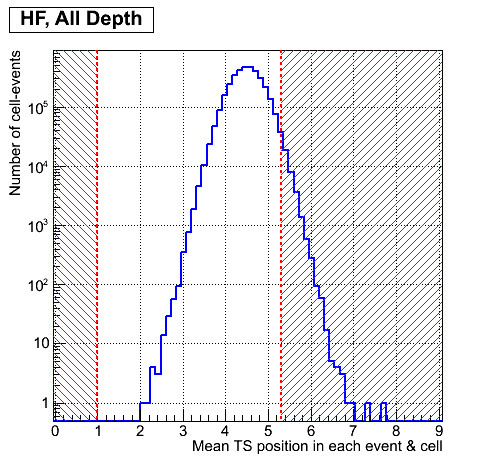 HF, All Depth
Number of cell-events
10^5
10^4
10^3
10^2
10
1
0 1 2 3 4 5 6 7 8 9
Mean TS position in each event & cell